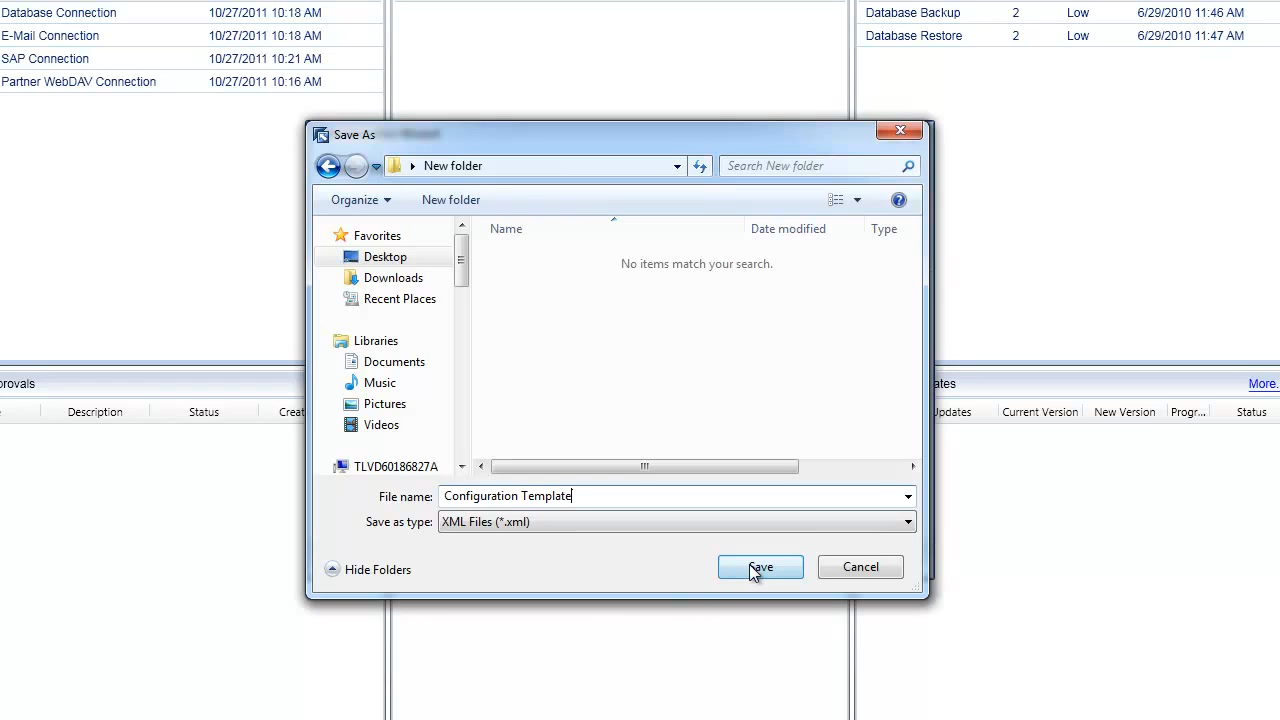 Database Connection 10/27/2011 10:18 AM
E-Mail Connection 10/27/2011 10:18 AM
SAP Connection 10/27/2011 10:21 AM
Partner WebDAV Connection 10/27/2011 10:16 AM
Database Backup 2 Low 6/29/2010 11:46 AM
Database Restore 2 Low 6/29/2010 11:47 AM
Save As
New folder
Search New folder
Organize New folder
Favorites
Desktop
Downloads
Recent Places
Libraries
Documents
Music
Pictures
Videos
TLVD60186827A
Name Date modified Type
No items match your search.
File name: Configuration Template
Save as type: XML Files (*.xml)
Hide Folders
Save Cancel
provals
Description Status Creat
ates More.
Updates Current Version New Version Progr... Status